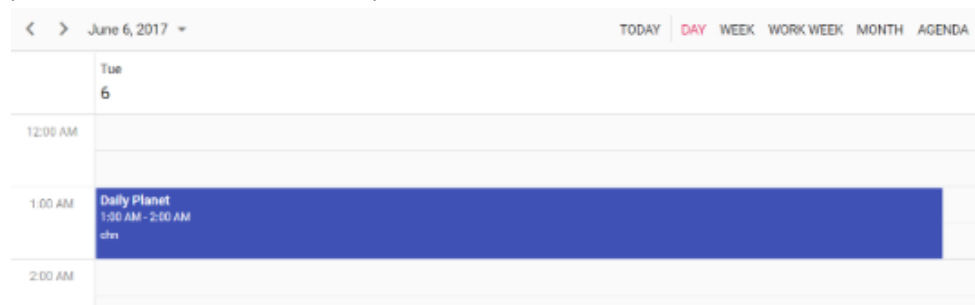 June 6, 2017
TODAY DAY WEEK WORK WEEK MONTH AGENDA
Tue
6
12:00 AM
1:00 AM
Daily Planet
1:00 AM - 2:00 AM
chn
2:00 AM